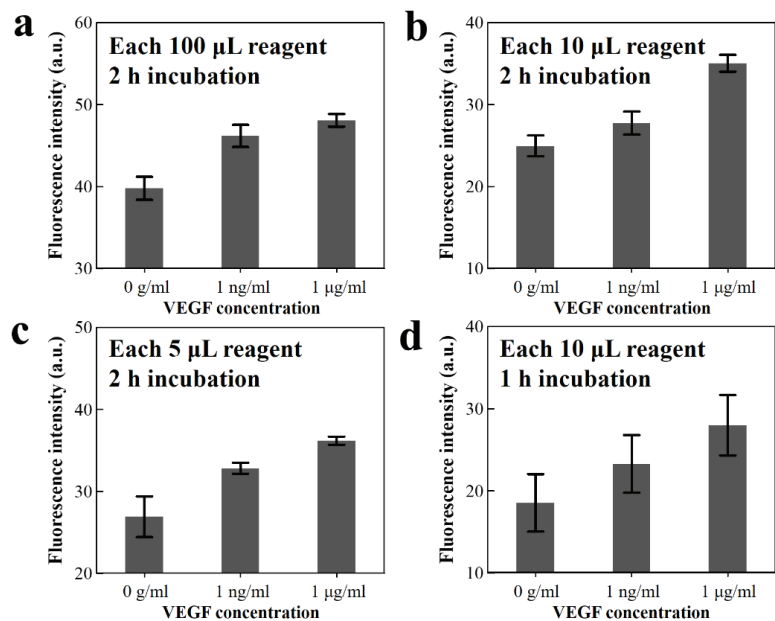 a
Each 100 μL reagent
2 h incubation
Fluorescence intensity (a.u.)
60
50
40
30
0 g/ml 1 ng/ml 1 μg/ml
VEGF concentration
b
Each 10 μL reagent
2 h incubation
Fluorescence intensity (a.u.)
40
30
20
10
0 g/ml 1 ng/ml 1 μg/ml
VEGF concentration
c
Each 5 μL reagent
2 h incubation
Fluorescence intensity (a.u.)
50
40
30
20
0 g/ml 1 ng/ml 1 μg/ml
VEGF concentration
d
Each 10 μL reagent
1 h incubation
Fluorescence intensity (a.u.)
40
30
20
10
0 g/ml 1 ng/ml 1 μg/ml
VEGF concentration